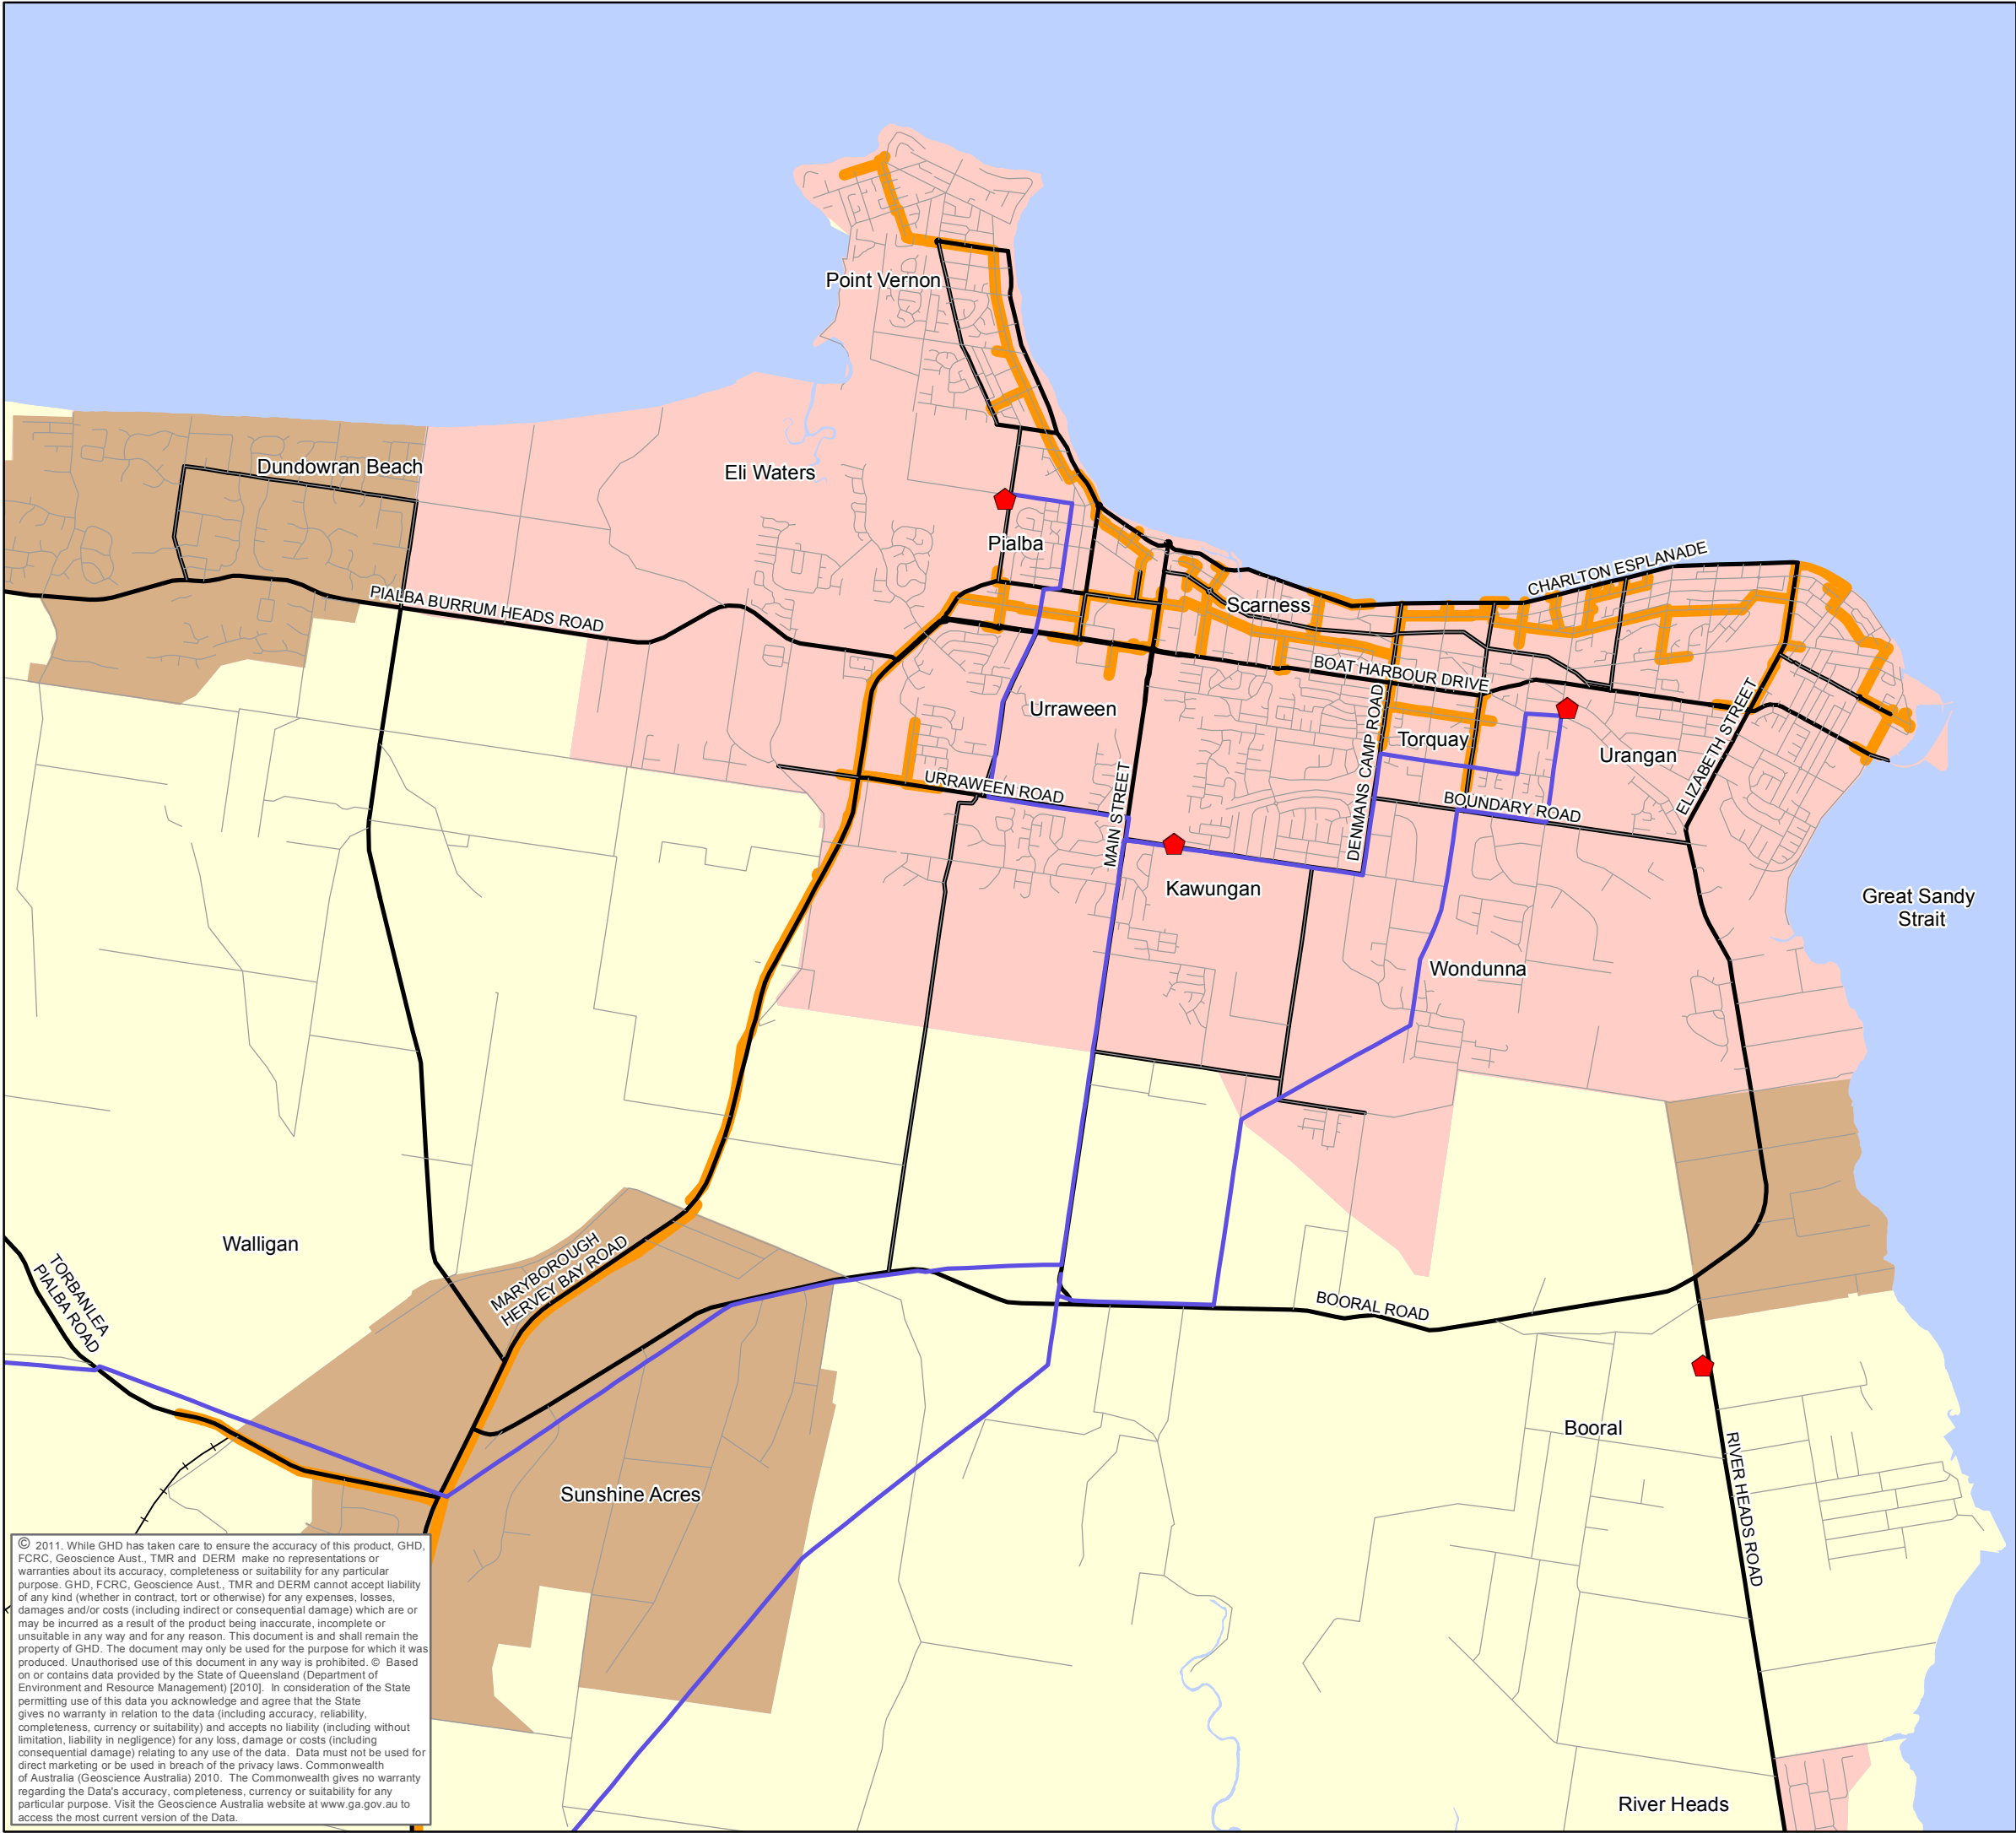 Point Vernon
Dundowran Beach
Eli Waters
Pialba
CHARLTON ESPLANADE
PIALBA BURRUM HEADS ROAD
Scarness
BOAT HARBOUR DRIVE
Urraween
DENMANS CAMP ROAD
Torquay
Urangan
ELIZABETH STREET
URRAWEEN ROAD
MAIN STREET
BOUNDARY ROAD
Kawungan
Great Sandy
Strait
Wondunna
Walligan
MARYBOROUGH
HERVEY BAY ROAD
TORBANLEA
PIALBA ROAD
BOORAL ROAD
Booral
RIVER HEADS ROAD
Sunshine Acres
River Heads
© 2011. While GHD has taken care to ensure the accuracy of this product, GHD,
FCRC, Geoscience Aust., TMR and DERM make no representations or
warranties about its accuracy, completeness or suitability for any particular
purpose. GHD, FCRC, Geoscience Aust., TMR and DERM cannot accept liability
of any kind (whether in contract, tort or otherwise) for any expenses, losses,
damages and/or costs (including indirect or consequential damage) which are or
may be incurred as a result of the product being inaccurate, incomplete or
unsuitable in any way and for any reason. This document is and shall remain the
property of GHD. The document may only be used for the purpose for which it was
produced. Unauthorised use of this document in any way is prohibited. © Based
on or contains data provided by the State of Queensland (Department of
Environment and Resource Management) [2010]. In consideration of the State
permitting use of this data you acknowledge and agree that the State
gives no warranty in relation to the data (including accuracy, reliability,
completeness, currency or suitability) and accepts no liability (including without
limitation, liability in negligence) for any loss, damage or costs (including
consequential damage) relating to any use of the data. Data must not be used for
direct marketing or be used in breach of the privacy laws. Commonwealth
of Australia (Geoscience Australia) 2010. The Commonwealth gives no warranty
regarding the Data's accuracy, completeness, currency or suitability for any
particular purpose. Visit the Geoscience Australia website at www.ga.gov.au to
access the most current version of the Data.